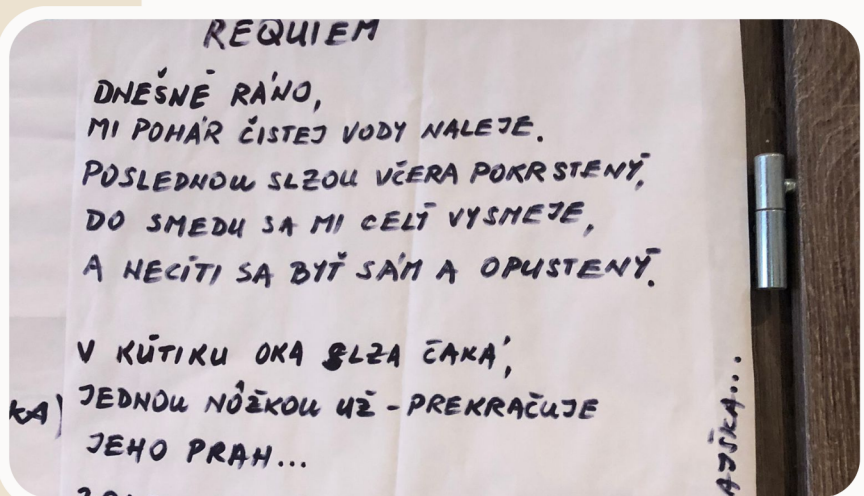 REQUIEM
DNEŠNÉ RÁNO,
MI POHÁR ČISTEJ VODY NALEJE.
POSLEDNOU SLZOU VČERA POKRSTENÝ,
DO SMEDU SA MI CELÝ VYSMEJE,
A NECÍTI SA BYŤ SÁM A OPUSTENÝ.
V KÚTIKU OKA SLZA ČAKÁ,
JEDNOU NÔŽKOU UŽ - PREKRAČUJE
JEHO PRAH...
KA)